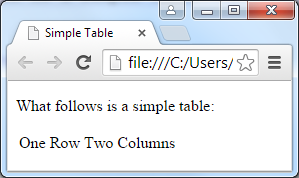 Simple Table
file:///C:/Users/
What follows is a simple table:
One Row Two Columns